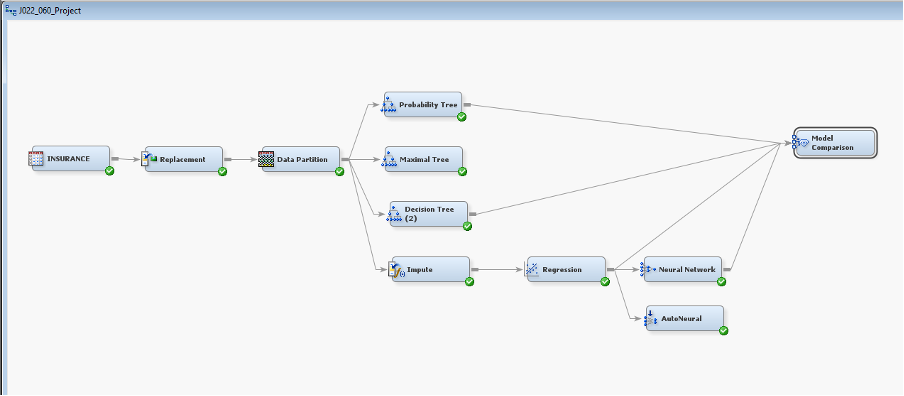 J022_060_Project
Probability Tree
INSURANCE
Replacement
Data Partition
Maximal Tree
Model
Comparison
Decision Tree
(2)
Impute
Regression
Neural Network
AutoNeural